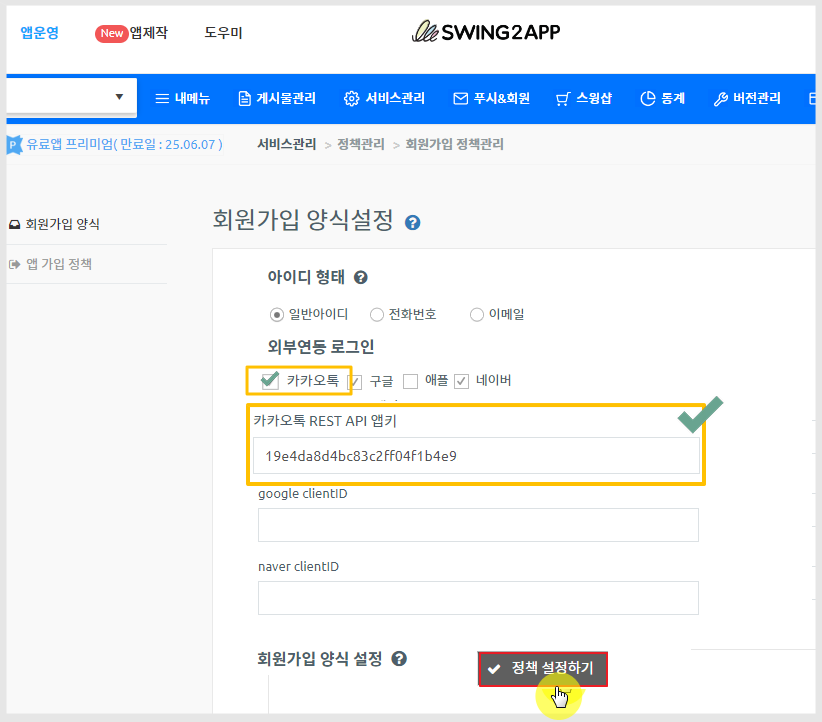 앱운영 New 앱제작 도우미 SWING2APP
내메뉴 게시물관리 서비스관리 푸시&회원 스윙샵 통계 버전관리
P 유료앱 프리미엄( 만료일 : 25.06.07 ) 서비스관리 > 정책관리 > 회원가입 정책관리
회원가입 양식
앱 가입 정책
회원가입 양식설정 ?
아이디 형태 ?
일반아이디 전화번호 이메일
외부연동 로그인
카카오톡 구글 애플 네이버
카카오톡 REST API 앱키
19e4da8d4bc83c2ff04f1b4e9
google clientID
naver clientID
회원가입 양식 설정 ? 정책 설정하기